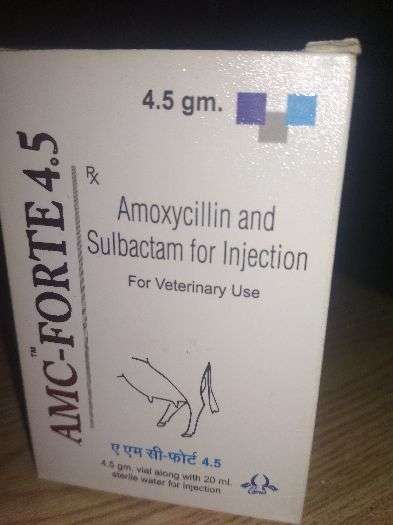 4.5 gm.
AMC-FORTE 4.5
TM
Rx
Amoxycillin and
Sulbactam for Injection
For Veterinary Use
ए एम सी-फोर्ट 4.5
4.5 gm. vial along with 20 ml.
sterile water for injection